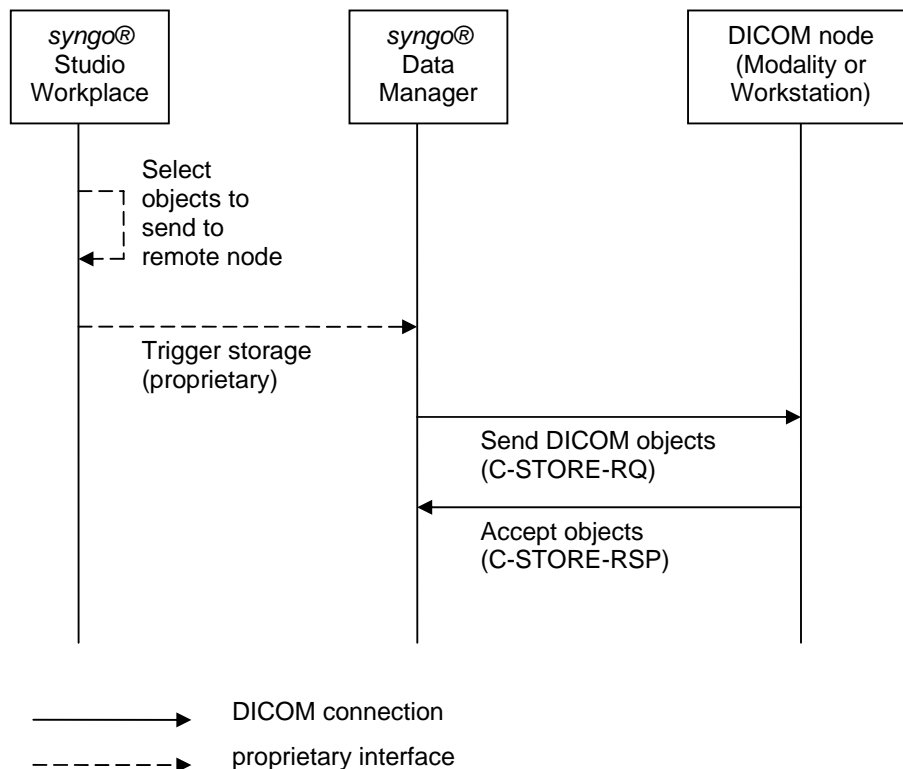 syngo®
Studio
Workplace
syngo®
Data
Manager
DICOM node
(Modality or
Workstation)
Select
objects to
send to
remote node
Trigger storage
(proprietary)
Send DICOM objects
(C-STORE-RQ)
Accept objects
(C-STORE-RSP)
DICOM connection
proprietary interface